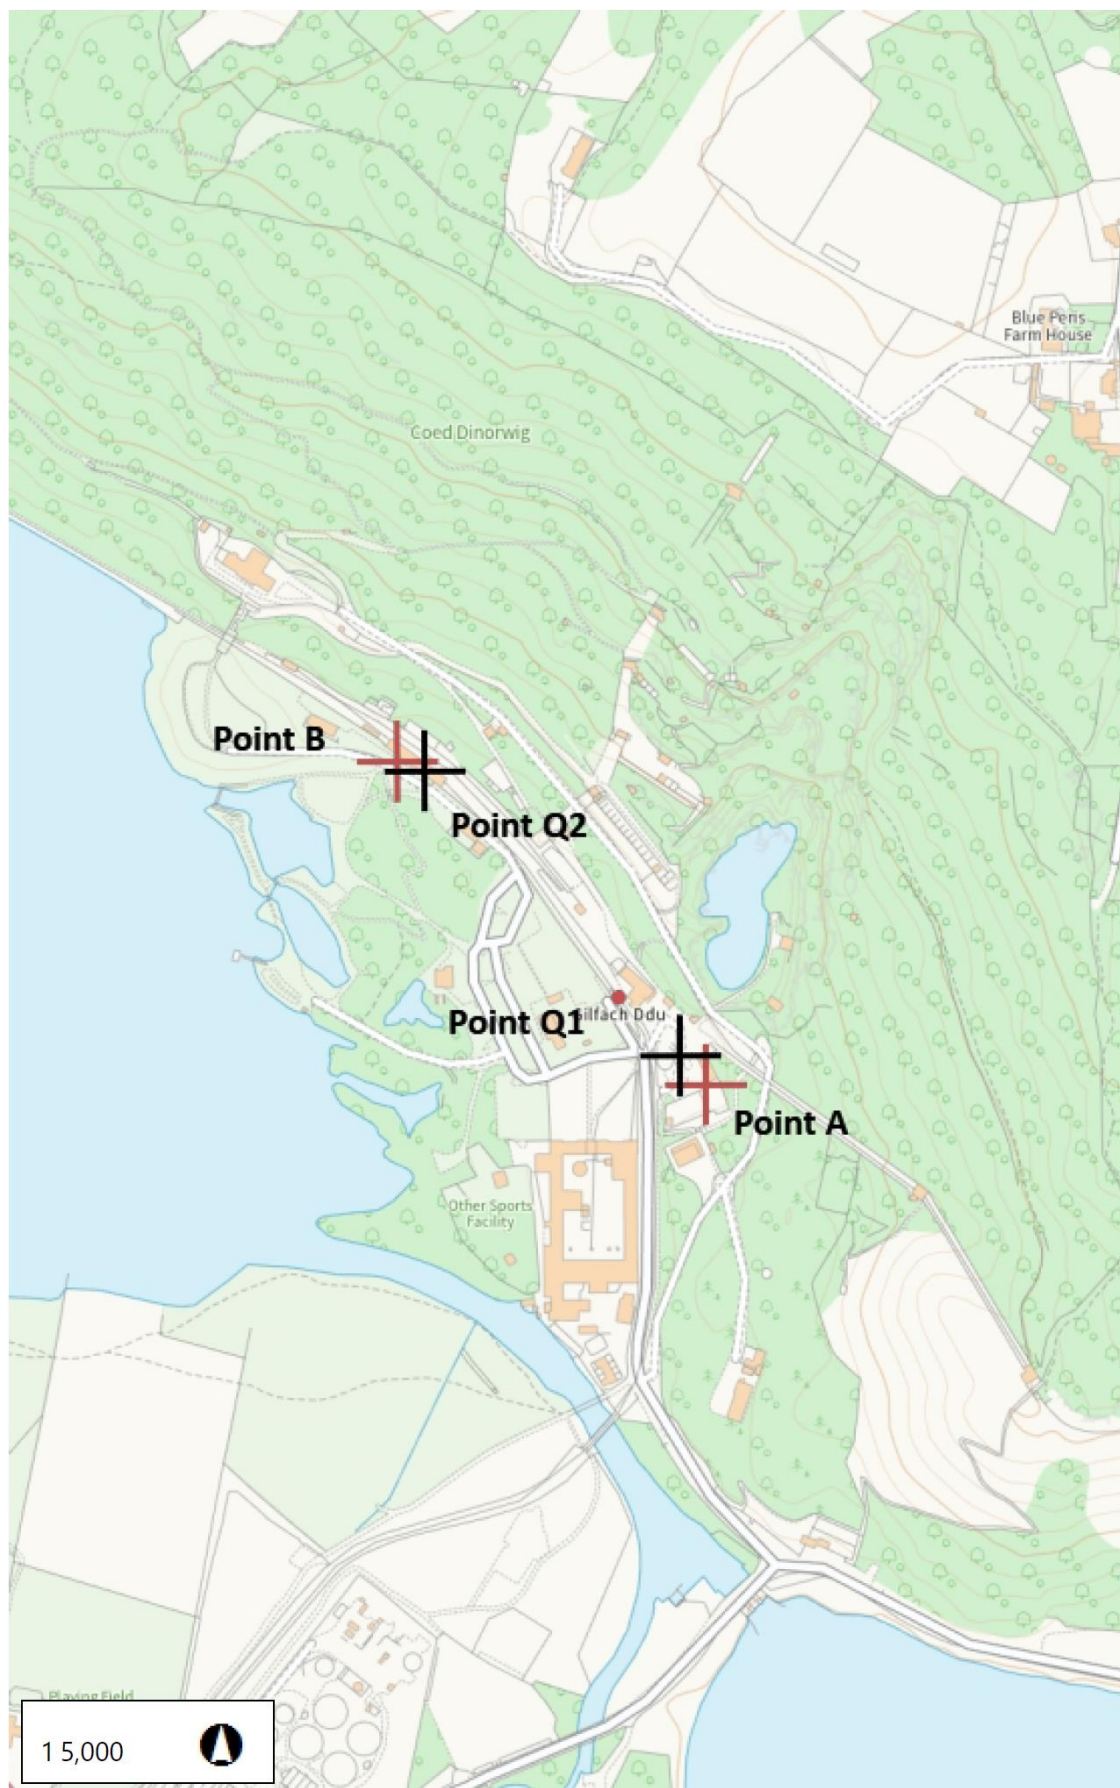 Blue Peris
Farm House
Coed Dinorwig
Point B
Point Q2
Point Q1
Gilfach Ddu
Point A
Other Sports
Facility
Playing Field
1 5,000